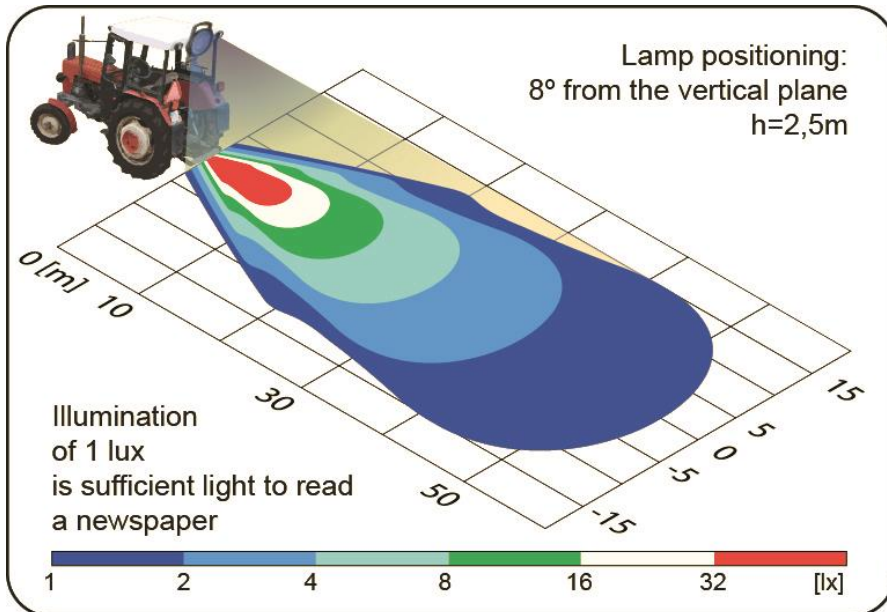 Lamp positioning:
8º from the vertical plane
h=2,5m
0 [m]
10
30
50
15
5
0
-5
-15
Illumination
of 1 lux
is sufficient light to read
a newspaper
1 2 4 8 16 32 [lx]